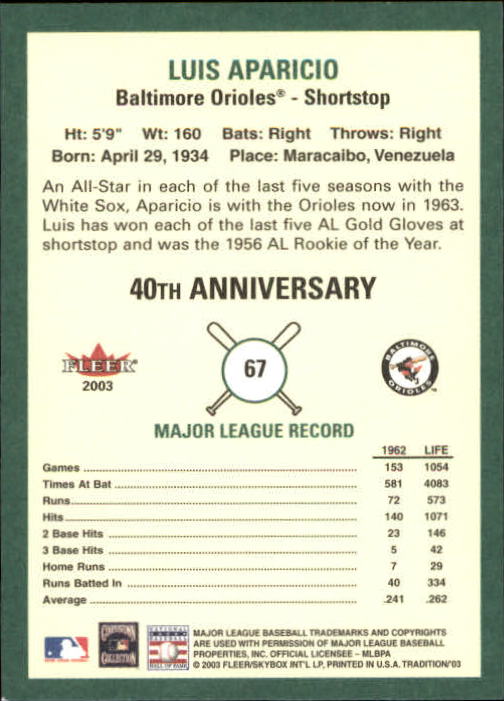 LUIS APARICIO
Baltimore Orioles® - Shortstop
Ht: 5'9" Wt: 160 Bats: Right Throws: Right
Born: April 29, 1934 Place: Maracaibo, Venezuela
An All-Star in each of the last five seasons with the
White Sox, Aparicio is with the Orioles now in 1963.
Luis has won each of the last five AL Gold Gloves at
shortstop and was the 1956 AL Rookie of the Year.
40TH ANNIVERSARY
FLEER
2003
67
BALTIMORE
ORIOLES
MAJOR LEAGUE RECORD
1962 LIFE
Games 153 1054
Times At Bat 581 4083
Runs 72 573
Hits 140 1071
2 Base Hits 23 146
3 Base Hits 5 42
Home Runs 7 29
Runs Batted In 40 334
Average .241 .262
COOPERSTOWN
COLLECTION
NATIONAL
BASEBALL
HALL OF FAME
MAJOR LEAGUE BASEBALL TRADEMARKS AND COPYRIGHTS
ARE USED WITH PERMISSION OF MAJOR LEAGUE BASEBALL
PROPERTIES, INC. OFFICIAL LICENSEE – MLBPA
© 2003 FLEER/SKYBOX INT'L LP, PRINTED IN U.S.A. TRADITION/'03